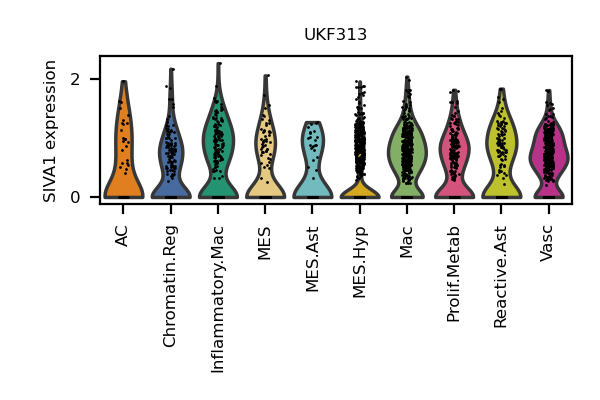 UKF313
SIVA1 expression
2
0
AC
Chromatin.Reg
Inflammatory.Mac
MES
MES.Ast
MES.Hyp
Mac
Prolif.Metab
Reactive.Ast
Vasc